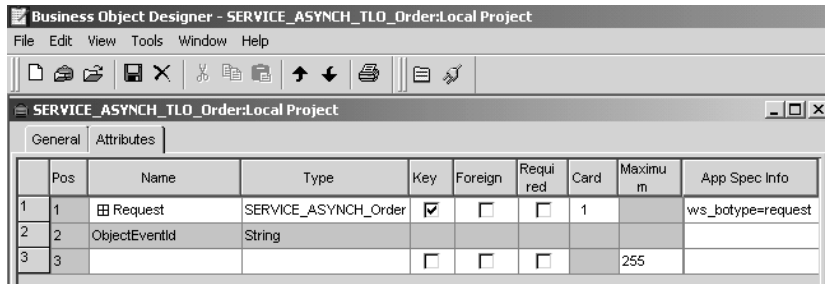 Business Object Designer - SERVICE_ASYNCH_TLO_Order:Local Project
File Edit View Tools Window Help
SERVICE_ASYNCH_TLO_Order:Local Project
General Attributes
Pos Name Type Key Foreign Required Card Maximum App Spec Info
1 1 Request SERVICE_ASYNCH_Order 1 ws_botype=request
2 2 ObjectEventId String
3 3 255